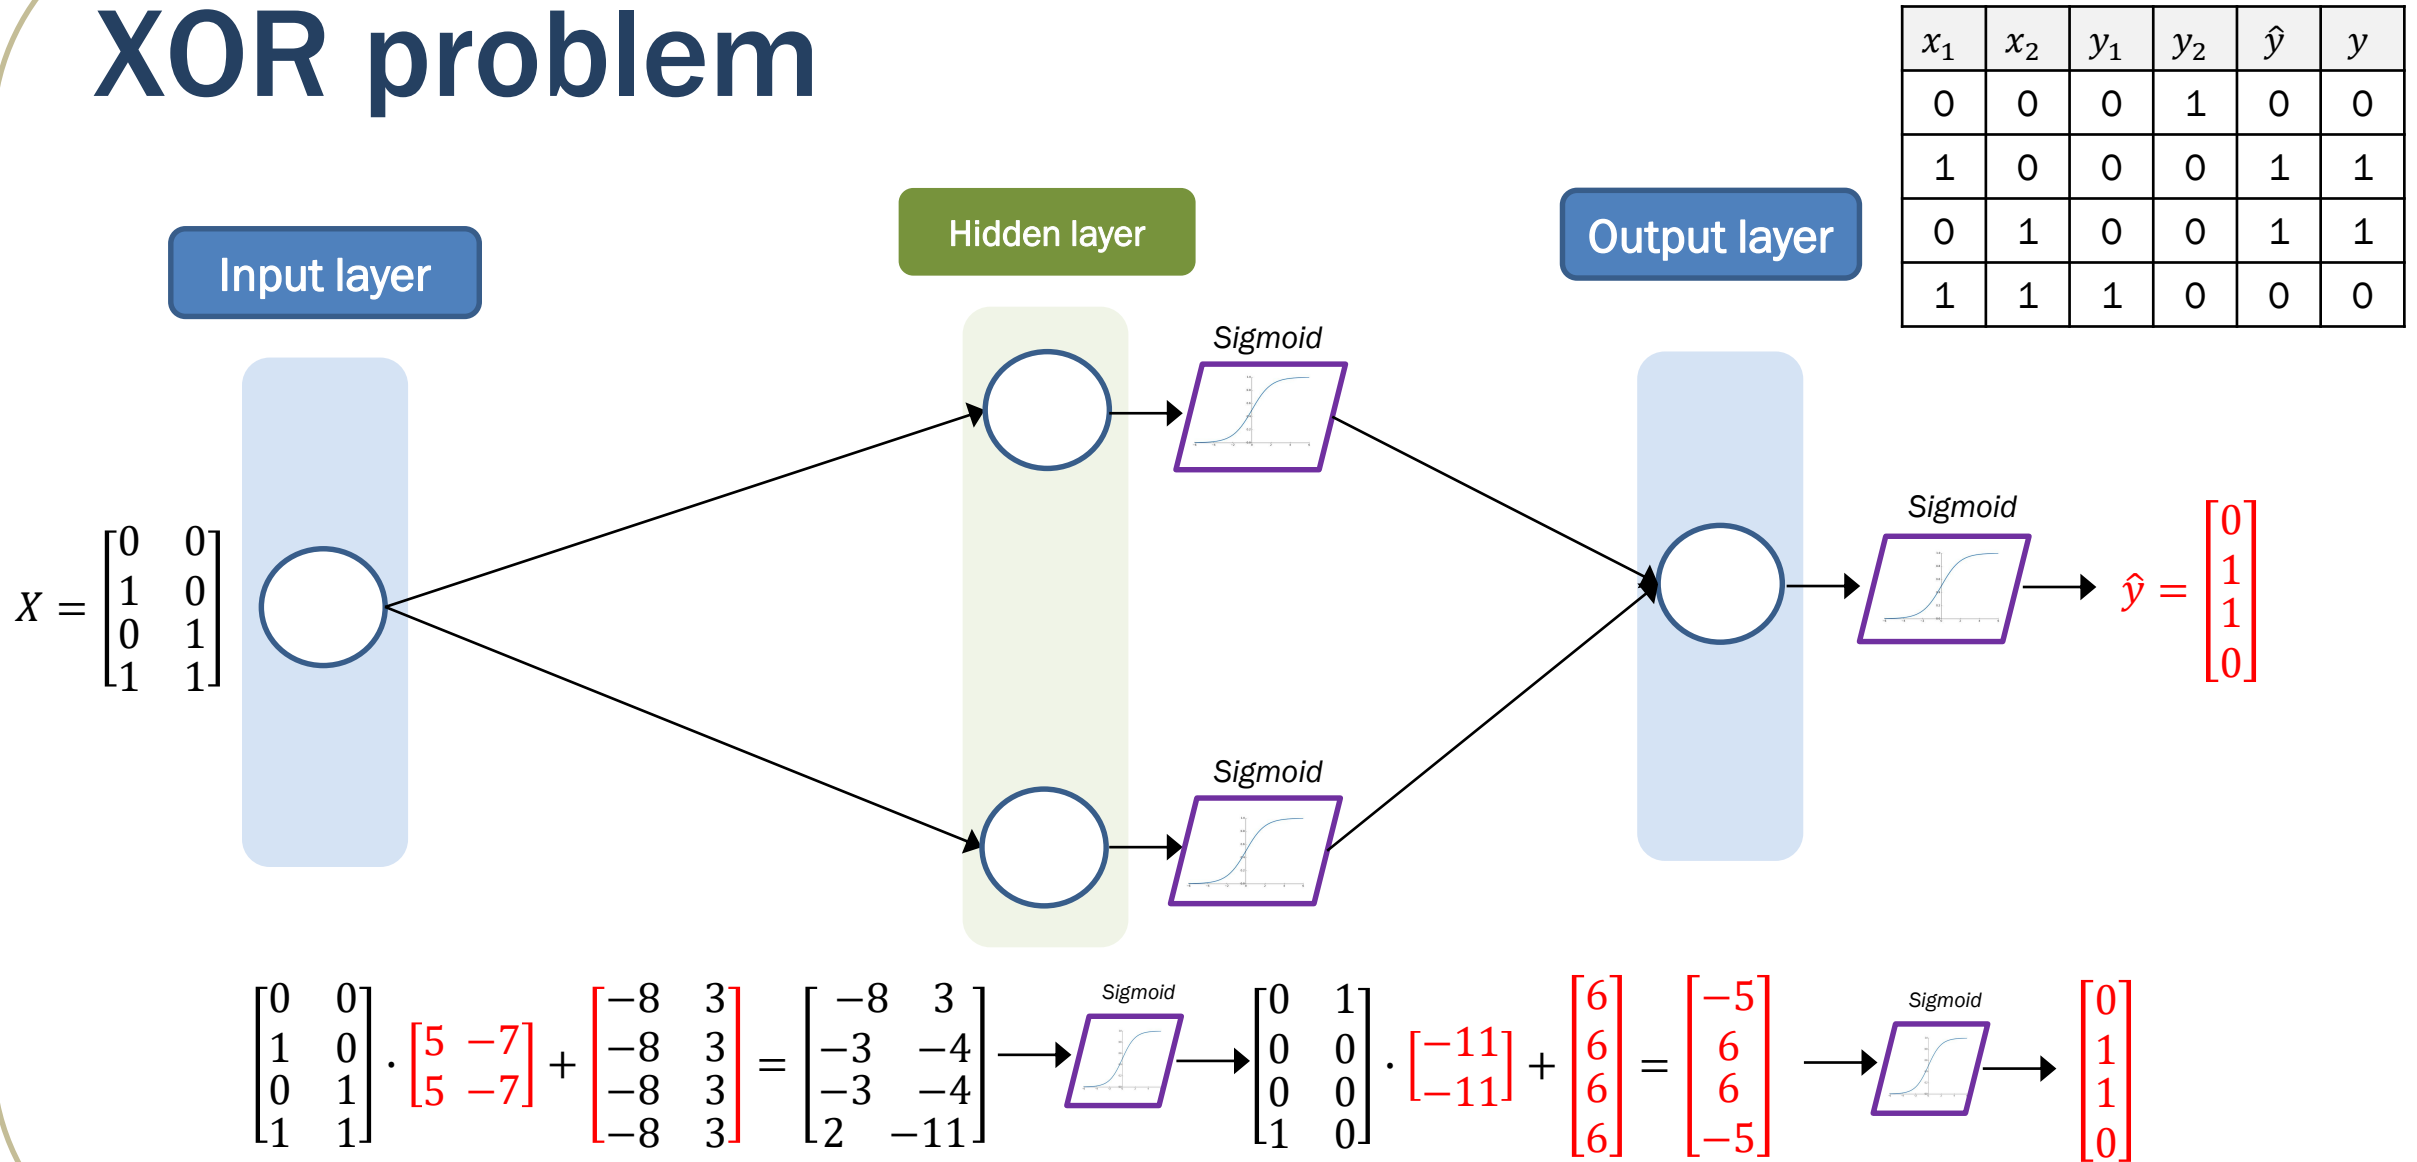 XOR problem
x₁ x₂ y₁ y₂ ŷ y
0 0 0 1 0 0
1 0 0 0 1 1
0 1 0 0 1 1
1 1 1 0 0 0
Input layer
Hidden layer
Output layer
Sigmoid
Sigmoid
Sigmoid
X = [0 0
1 0
0 1
1 1]
ŷ = [0
1
1
0]
[0 0
1 0
0 1
1 1]
·
[5 −7
5 −7]
+
[−8 3
−8 3
−8 3
−8 3]
=
[−8 3
−3 −4
−3 −4
2 −11]
Sigmoid
[0 1
0 0
0 0
1 0]
·
[−11
−11]
+
[6
6
6
6]
=
[−5
6
6
−5]
Sigmoid
[0
1
1
0]